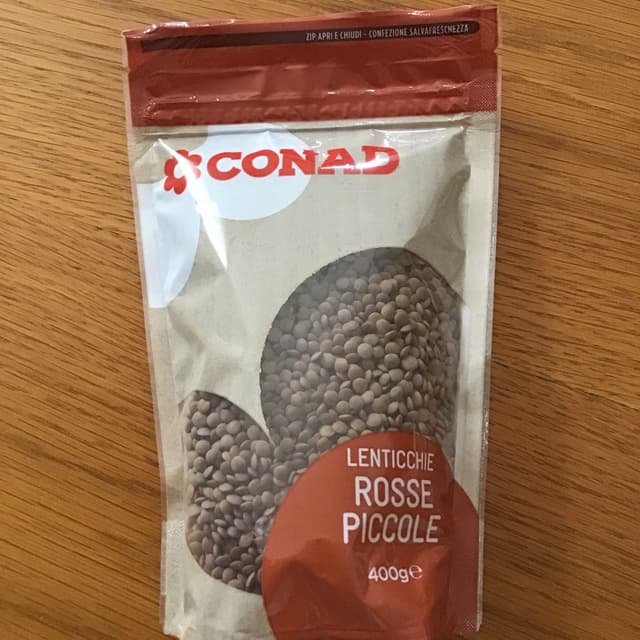 ZIP APRI E CHIUDI - CONFEZIONE SALVAFRESCHEZZA
CONAD
LENTICCHIE
ROSSE
PICCOLE
400g℮